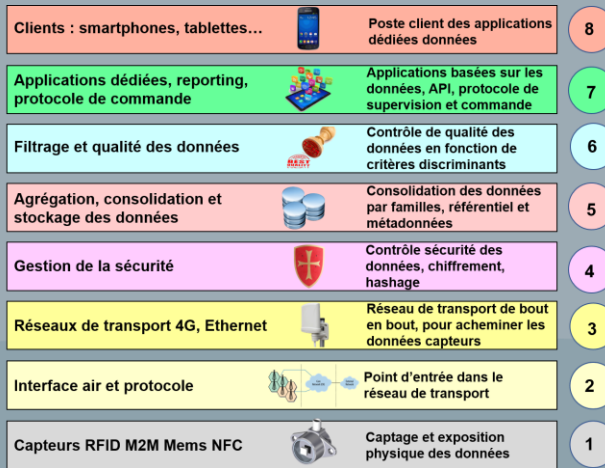 Clients : smartphones, tablettes…
Poste client des applications
dédiées données
8
Applications dédiées, reporting,
protocole de commande
Applications basées sur les
données, API, protocole de
supervision et commande
7
Filtrage et qualité des données
BEST
Contrôle de qualité des
données en fonction de
critères discriminants
6
Agrégation, consolidation et
stockage des données
Consolidation des données
par familles, référentiel et
métadonnées
5
Gestion de la sécurité
Contrôle sécurité des
données, chiffrement,
hashage
4
Réseaux de transport 4G, Ethernet
Réseau de transport de bout
en bout, pour acheminer les
données capteurs
3
Interface air et protocole
Point d’entrée dans le
réseau de transport
2
Capteurs RFID M2M Mems NFC
Captage et exposition
physique des données
1